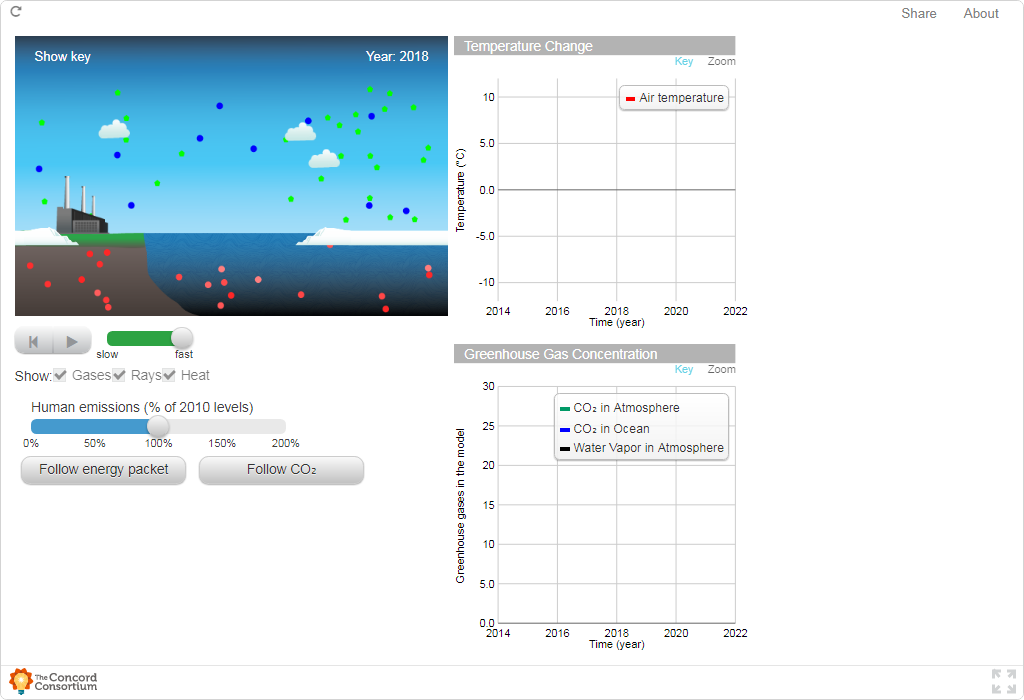 Share About
Show key Year: 2018
slow fast
Show: Gases Rays Heat
Human emissions (% of 2010 levels)
0% 50% 100% 150% 200%
Follow energy packet Follow CO₂
Temperature Change
Key Zoom
Air temperature
10
5.0
0.0
-5.0
-10
Temperature (°C)
2014 2016 2018 2020 2022
Time (year)
Greenhouse Gas Concentration
Key Zoom
CO₂ in Atmosphere
CO₂ in Ocean
Water Vapor in Atmosphere
30
25
20
15
10
5.0
0.0
Greenhouse gases in the model
2014 2016 2018 2020 2022
Time (year)
The Concord
Consortium